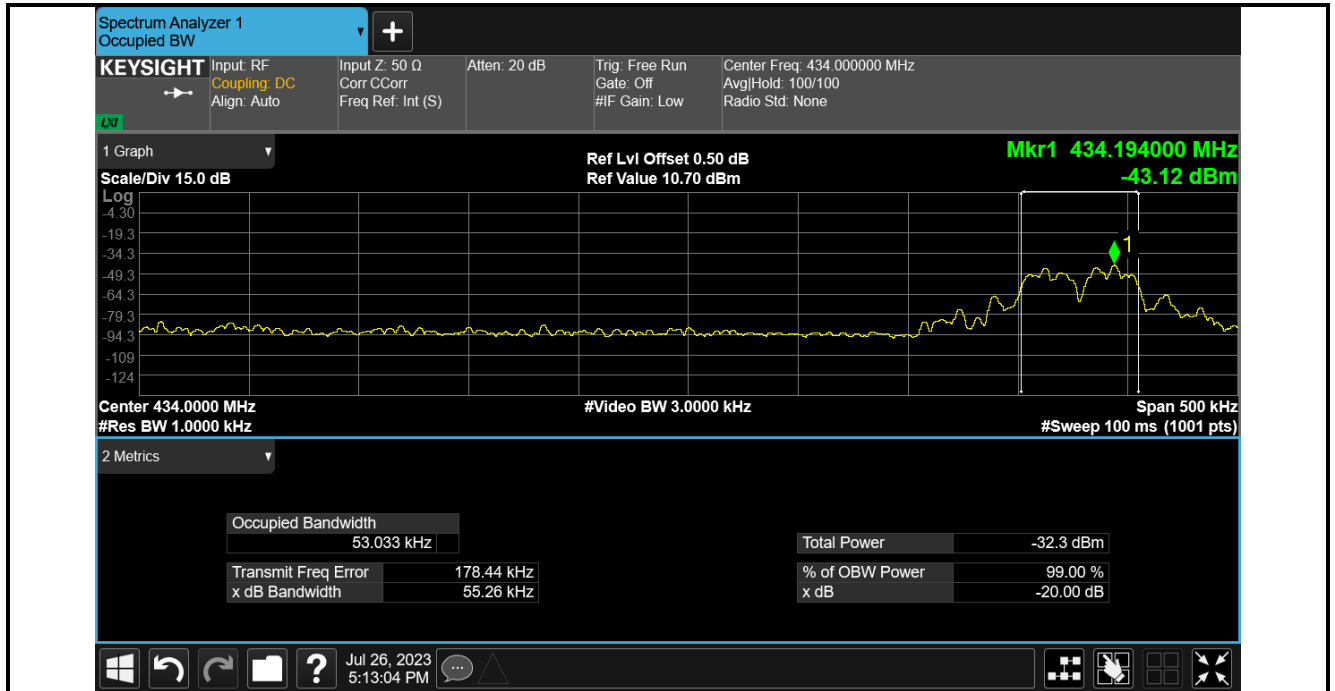 Spectrum Analyzer 1
Occupied BW
KEYSIGHT
LXI
Input: RF
Coupling: DC
Align: Auto
Input Z: 50 Ω
Corr CCorr
Freq Ref: Int (S)
Atten: 20 dB
Trig: Free Run
Gate: Off
#IF Gain: Low
Center Freq: 434.000000 MHz
Avg|Hold: 100/100
Radio Std: None
1 Graph
Scale/Div 15.0 dB
Ref Lvl Offset 0.50 dB
Ref Value 10.70 dBm
Mkr1 434.194000 MHz
-43.12 dBm
Log
-4.30
-19.3
-34.3
-49.3
-64.3
-79.3
-94.3
-109
-124
1
Center 434.0000 MHz
#Video BW 3.0000 kHz
Span 500 kHz
#Res BW 1.0000 kHz
#Sweep 100 ms (1001 pts)
2 Metrics
Occupied Bandwidth
53.033 kHz
Total Power -32.3 dBm
Transmit Freq Error 178.44 kHz
% of OBW Power 99.00 %
x dB Bandwidth 55.26 kHz
x dB -20.00 dB
?
Jul 26, 2023
5:13:04 PM